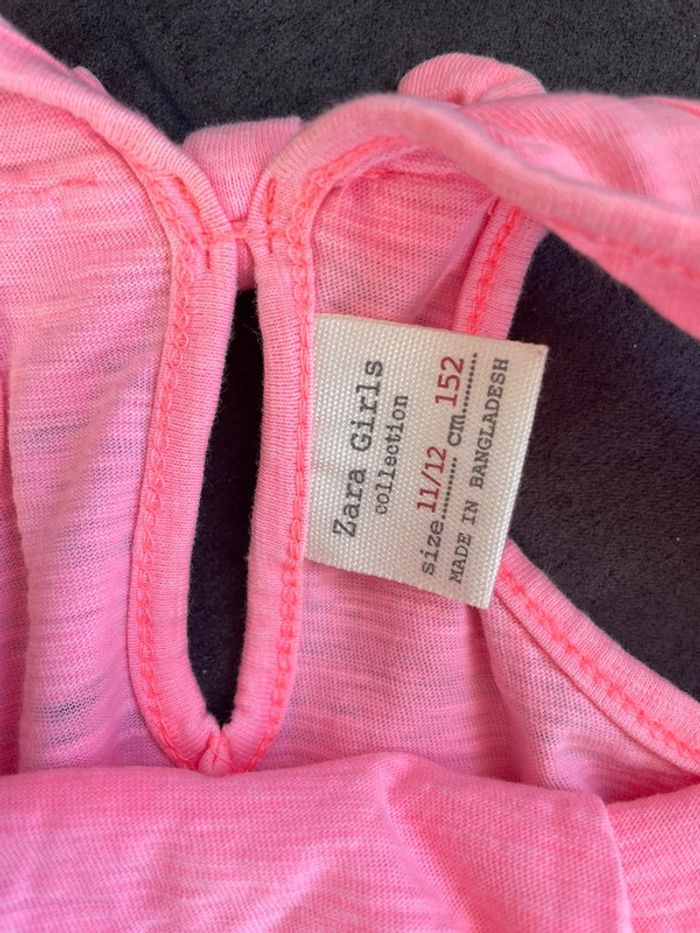 Zara Girls
collection
size 11/12 cm 152
MADE IN BANGLADESH